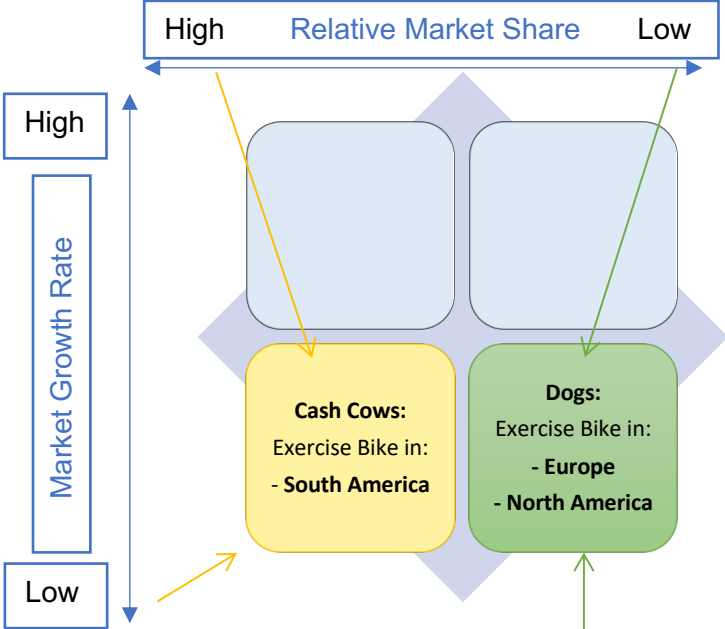 High Relative Market Share Low
High
Market Growth Rate
Low
Cash Cows:
Exercise Bike in:
- South America
Dogs:
Exercise Bike in:
- Europe
- North America